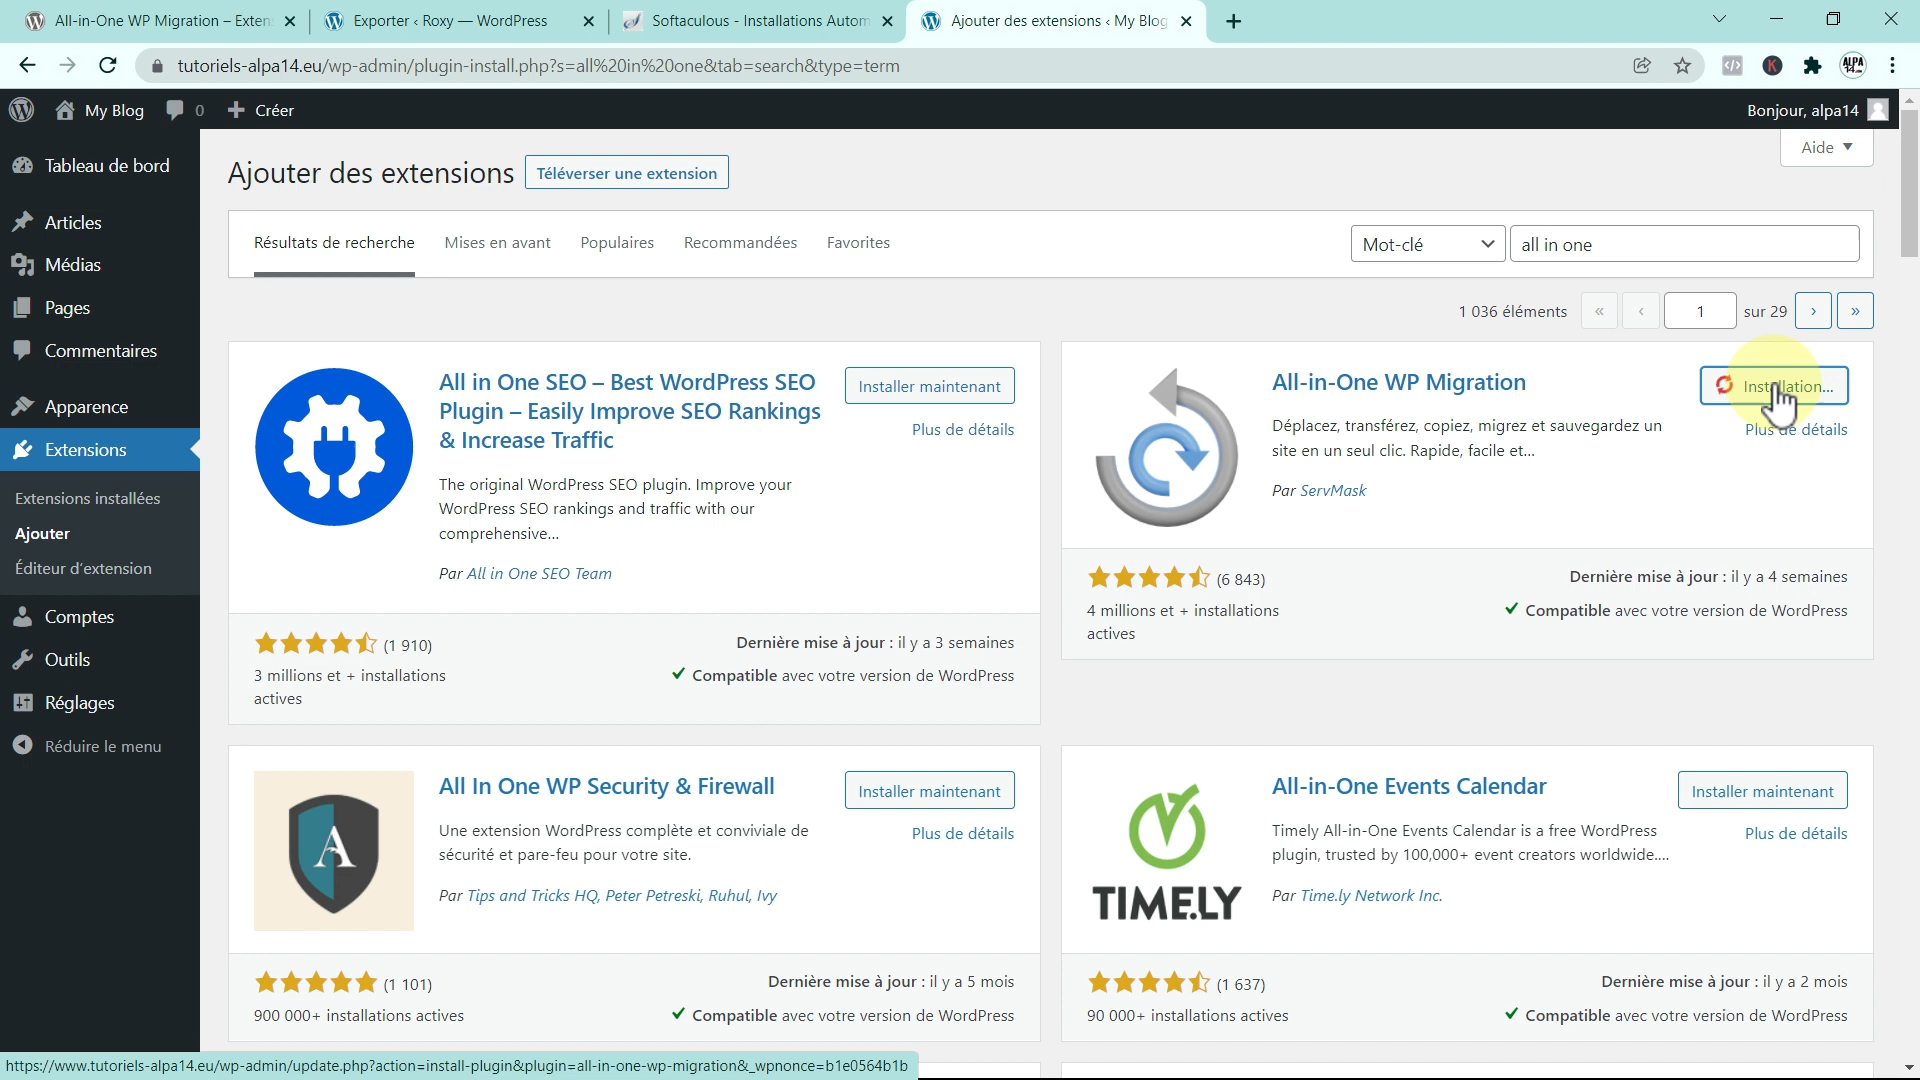 All-in-One WP Migration – Exten
Exporter ‹ Roxy — WordPress
Softaculous - Installations Autom
Ajouter des extensions ‹ My Blog
tutoriels-alpa14.eu/wp-admin/plugin-install.php?s=all%20in%20one&tab=search&type=term
My Blog
0
Créer
Bonjour, alpa14
Aide
Tableau de bord
Articles
Médias
Pages
Commentaires
Apparence
Extensions
Extensions installées
Ajouter
Éditeur d’extension
Comptes
Outils
Réglages
Réduire le menu
Ajouter des extensions
Téléverser une extension
Résultats de recherche
Mises en avant
Populaires
Recommandées
Favorites
Mot-clé
all in one
1 036 éléments
«
‹
1
sur 29
›
»
All in One SEO – Best WordPress SEO
Plugin – Easily Improve SEO Rankings
& Increase Traffic
Installer maintenant
Plus de détails
The original WordPress SEO plugin. Improve your
WordPress SEO rankings and traffic with our
comprehensive...
Par All in One SEO Team
(1 910)
3 millions et + installations
actives
Dernière mise à jour : il y a 3 semaines
Compatible avec votre version de WordPress
All-in-One WP Migration
Installation...
Plus de détails
Déplacez, transférez, copiez, migrez et sauvegardez un
site en un seul clic. Rapide, facile et...
Par ServMask
(6 843)
4 millions et + installations
actives
Dernière mise à jour : il y a 4 semaines
Compatible avec votre version de WordPress
All In One WP Security & Firewall
Installer maintenant
Plus de détails
Une extension WordPress complète et conviviale de
sécurité et pare-feu pour votre site.
Par Tips and Tricks HQ, Peter Petreski, Ruhul, Ivy
(1 101)
900 000+ installations actives
Dernière mise à jour : il y a 5 mois
Compatible avec votre version de WordPress
All-in-One Events Calendar
Installer maintenant
Plus de détails
Timely All-in-One Events Calendar is a free WordPress
plugin, trusted by 100,000+ event creators worldwide....
TIME.LY
Par Time.ly Network Inc.
(1 637)
90 000+ installations actives
Dernière mise à jour : il y a 2 mois
Compatible avec votre version de WordPress
https://www.tutoriels-alpa14.eu/wp-admin/update.php?action=install-plugin&plugin=all-in-one-wp-migration&_wpnonce=b1e0564b1b